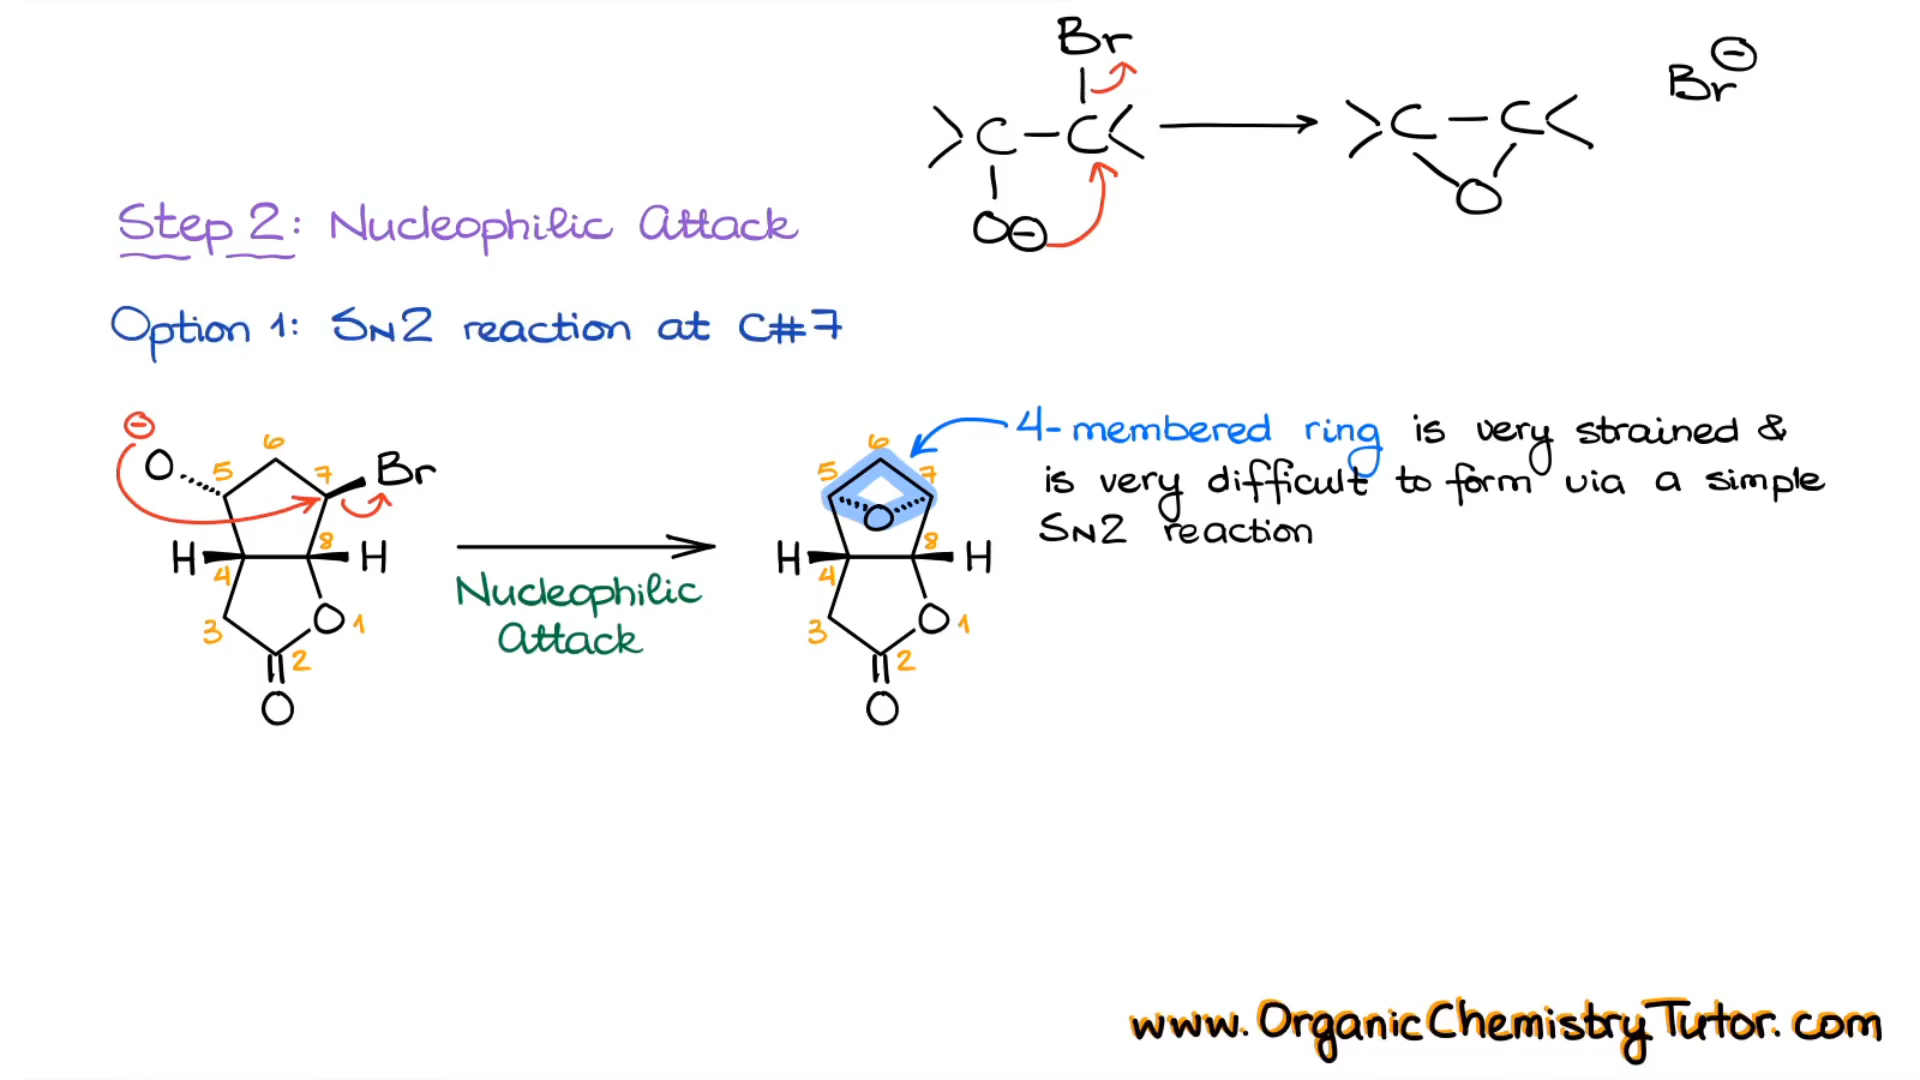 Br
Br ⊖
>C-C< → >C-C<
O⊖
O
Step 2: Nucleophilic Attack
Option 1: SN2 reaction at C#7
⊖
O 5 6 7 Br
H 4 8 H
3 O 1
2
O
Nucleophilic
Attack
5 6 7
O
H 4 8 H
3 O 1
2
O
4-membered ring is very strained &
is very difficult to form via a simple
SN2 reaction
www.OrganicChemistryTutor.com